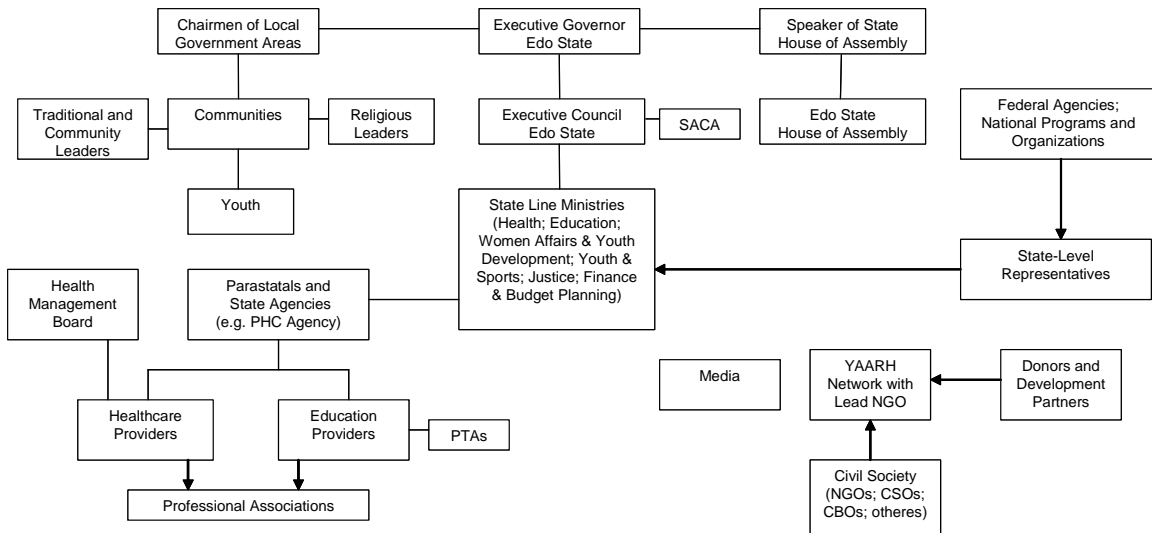 Chairmen of Local
Government Areas
Executive Governor
Edo State
Speaker of State
House of Assembly
Traditional and
Community
Leaders
Communities
Religious
Leaders
Executive Council
Edo State
SACA
Edo State
House of Assembly
Federal Agencies;
National Programs and
Organizations
Youth
State Line Ministries
(Health; Education;
Women Affairs & Youth
Development; Youth &
Sports; Justice; Finance
& Budget Planning)
State-Level
Representatives
Health
Management
Board
Parastatals and
State Agencies
(e.g. PHC Agency)
Media
YAARH
Network with
Lead NGO
Donors and
Development
Partners
Healthcare
Providers
Education
Providers
PTAs
Civil Society
(NGOs; CSOs;
CBOs; otheres)
Professional Associations